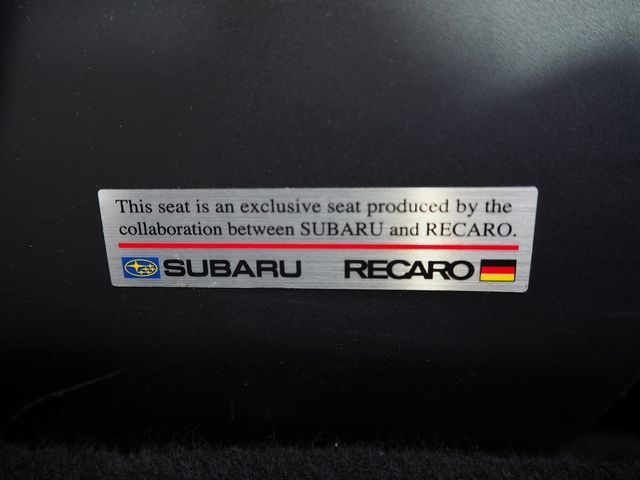 This seat is an exclusive seat produced by the
collaboration between SUBARU and RECARO.
SUBARU RECARO